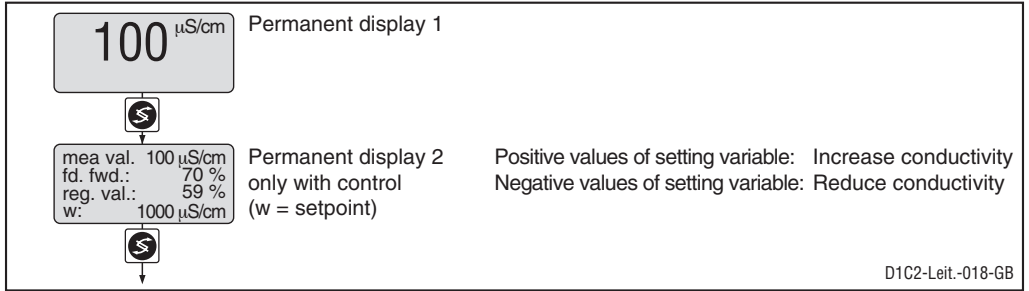 100 µS/cm Permanent display 1
mea val. 100 µS/cm Permanent display 2 Positive values of setting variable: Increase conductivity
fd. fwd.: 70 % only with control Negative values of setting variable: Reduce conductivity
reg. val.: 59 % (w = setpoint)
w: 1000 µS/cm
D1C2-Leit.-018-GB